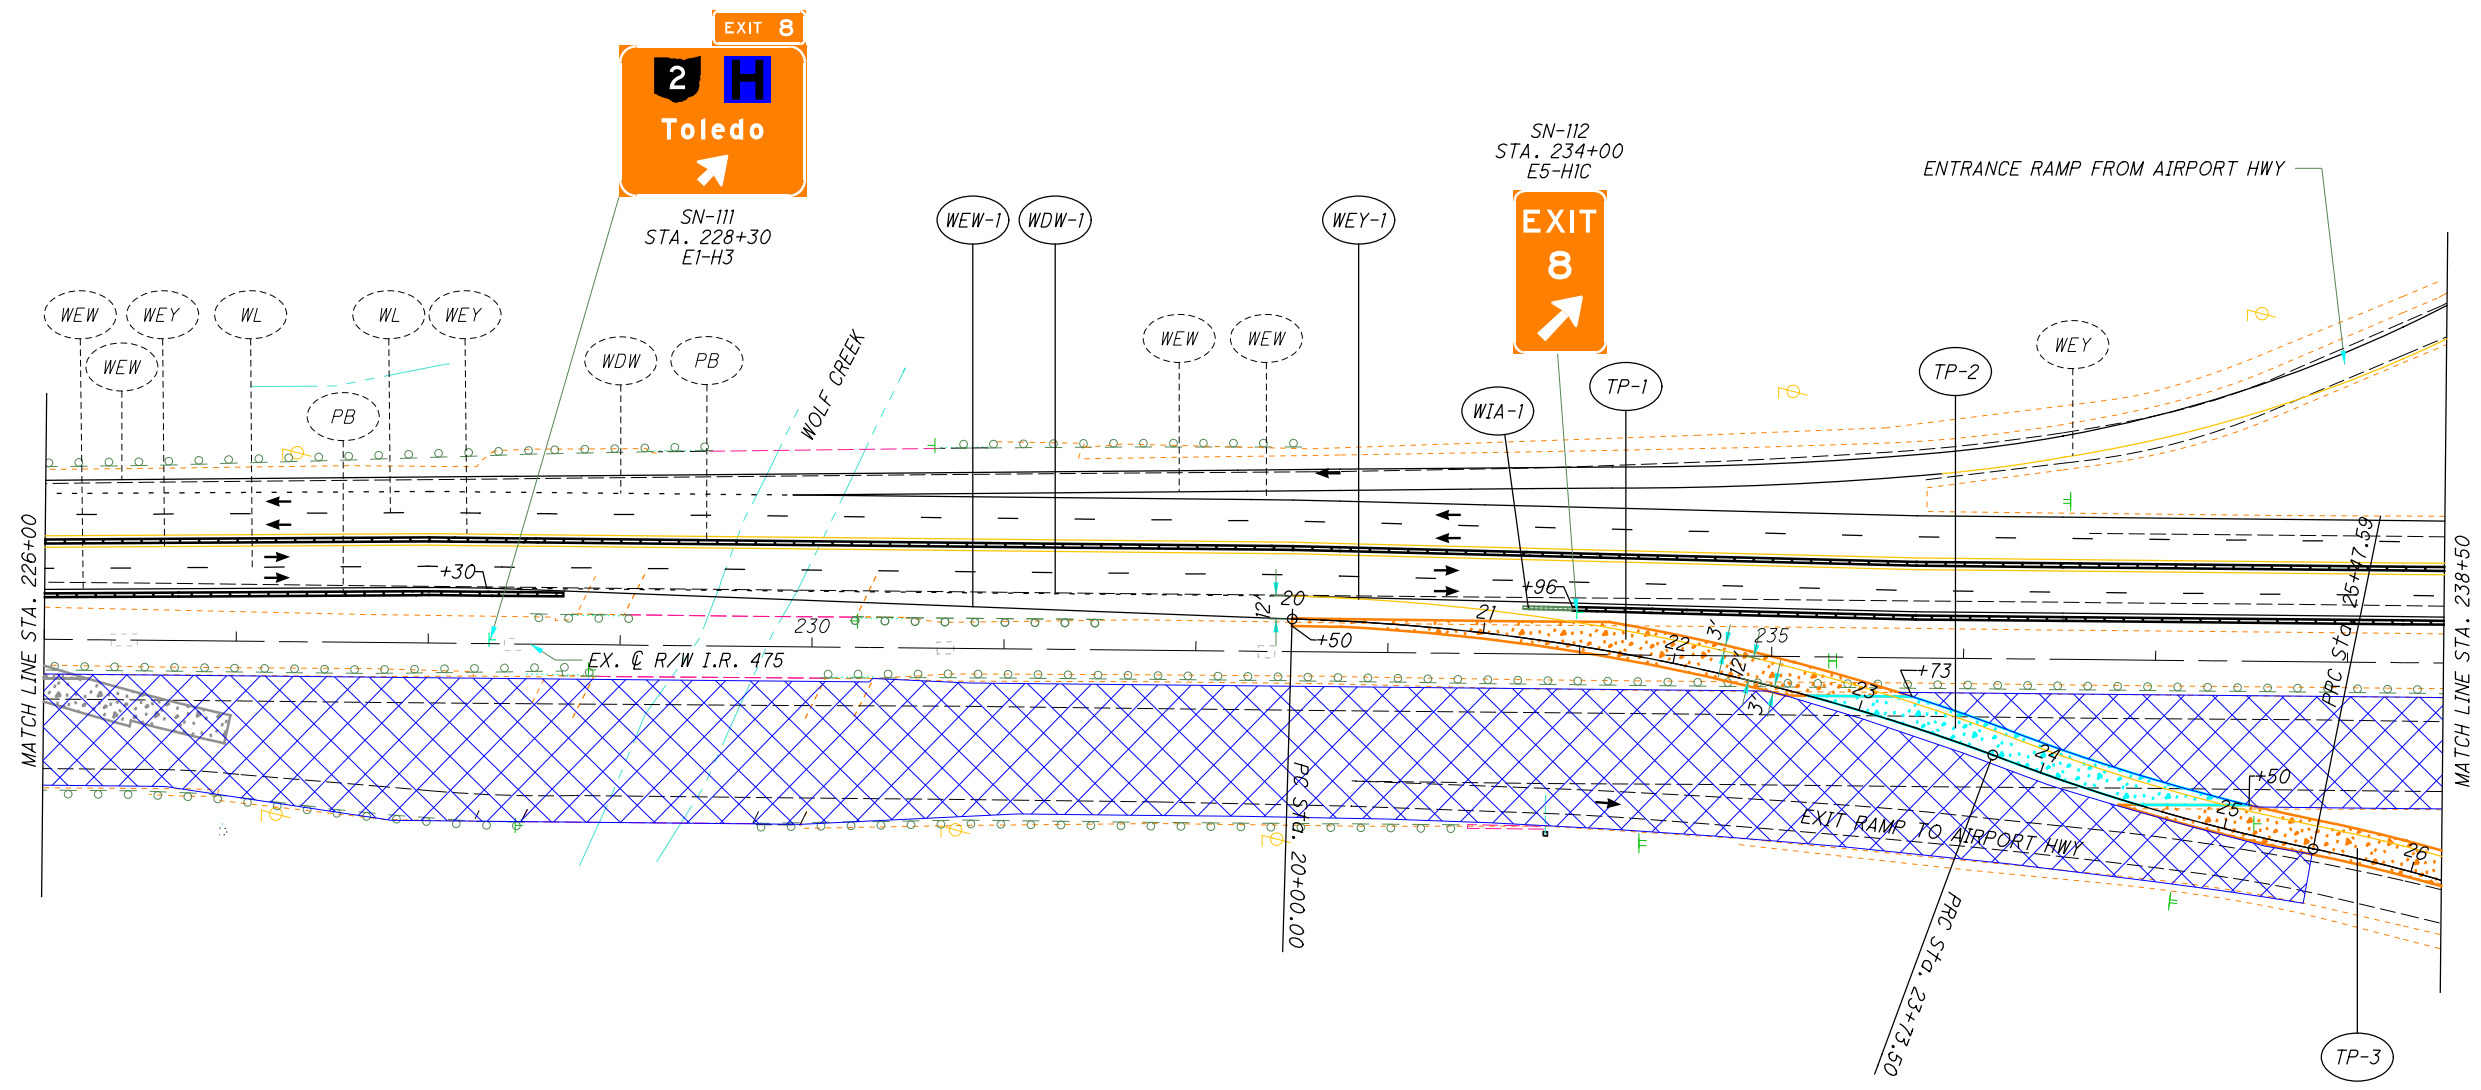 EXIT 8
2 H
Toledo
SN-111
STA. 228+30
E1-H3
SN-112
STA. 234+00
E5-H1C
EXIT
8
ENTRANCE RAMP FROM AIRPORT HWY
WEW-1
WDW-1
WEY-1
WEW
WEY
WL
WL
WEY
WEW
PB
WDW
PB
WOLF CREEK
WEW
WEW
WIA-1
TP-1
TP-2
WEY
MATCH LINE STA. 226+00
MATCH LINE STA. 238+50
+30
+96
12'
20
+50
21
22
3'
12'
3'
235
230
EX. CL R/W I.R. 475
23
+73
24
+50
25
26
PC Sta. 20+00.00
PRC Sta. 23+73.50
PRC Sta. 25+47.59
EXIT RAMP TO AIRPORT HWY
TP-3